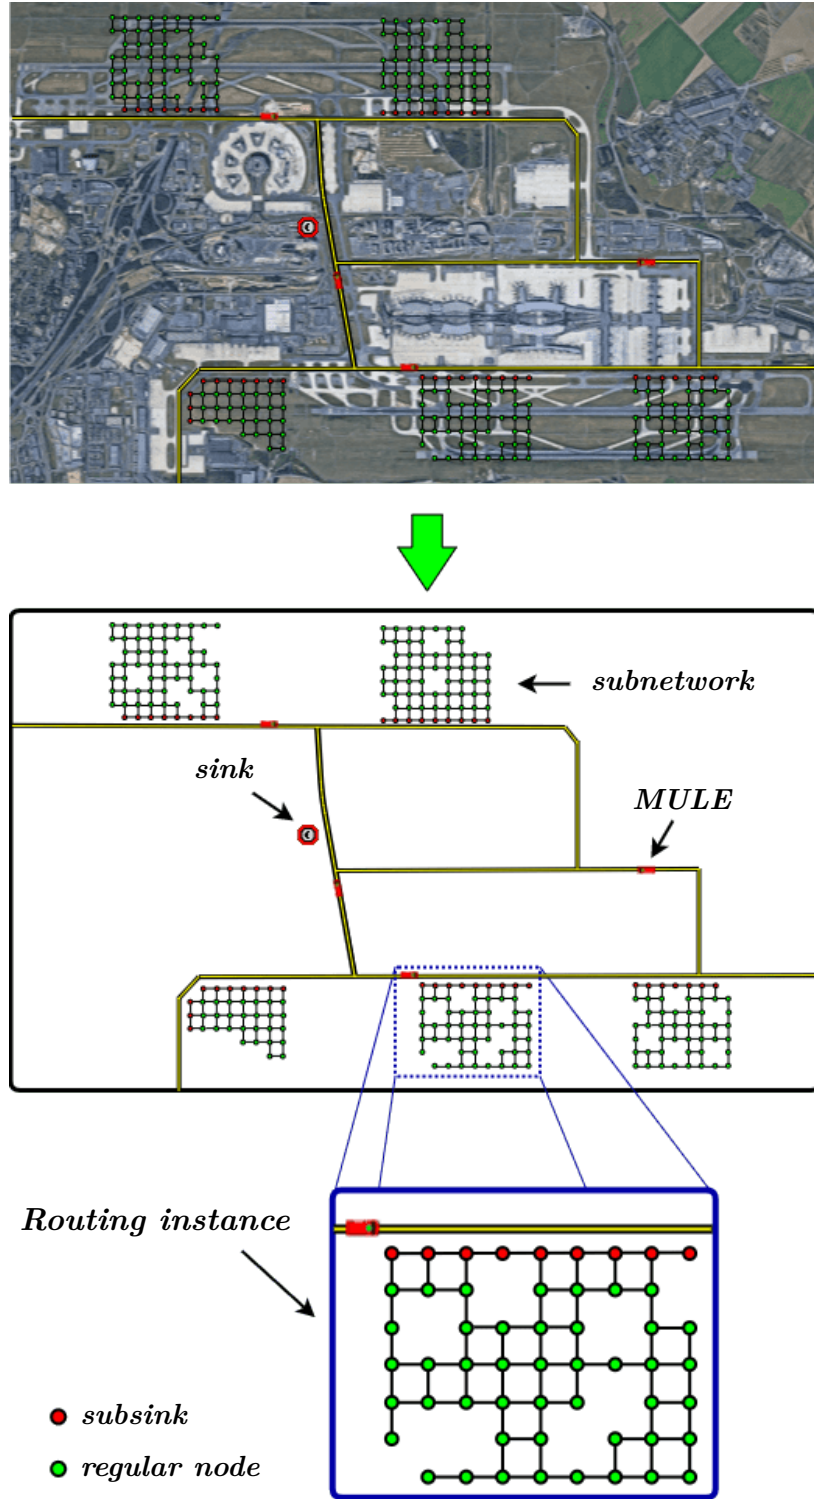 subnetwork
sink
MULE
Routing instance
subsink
regular node